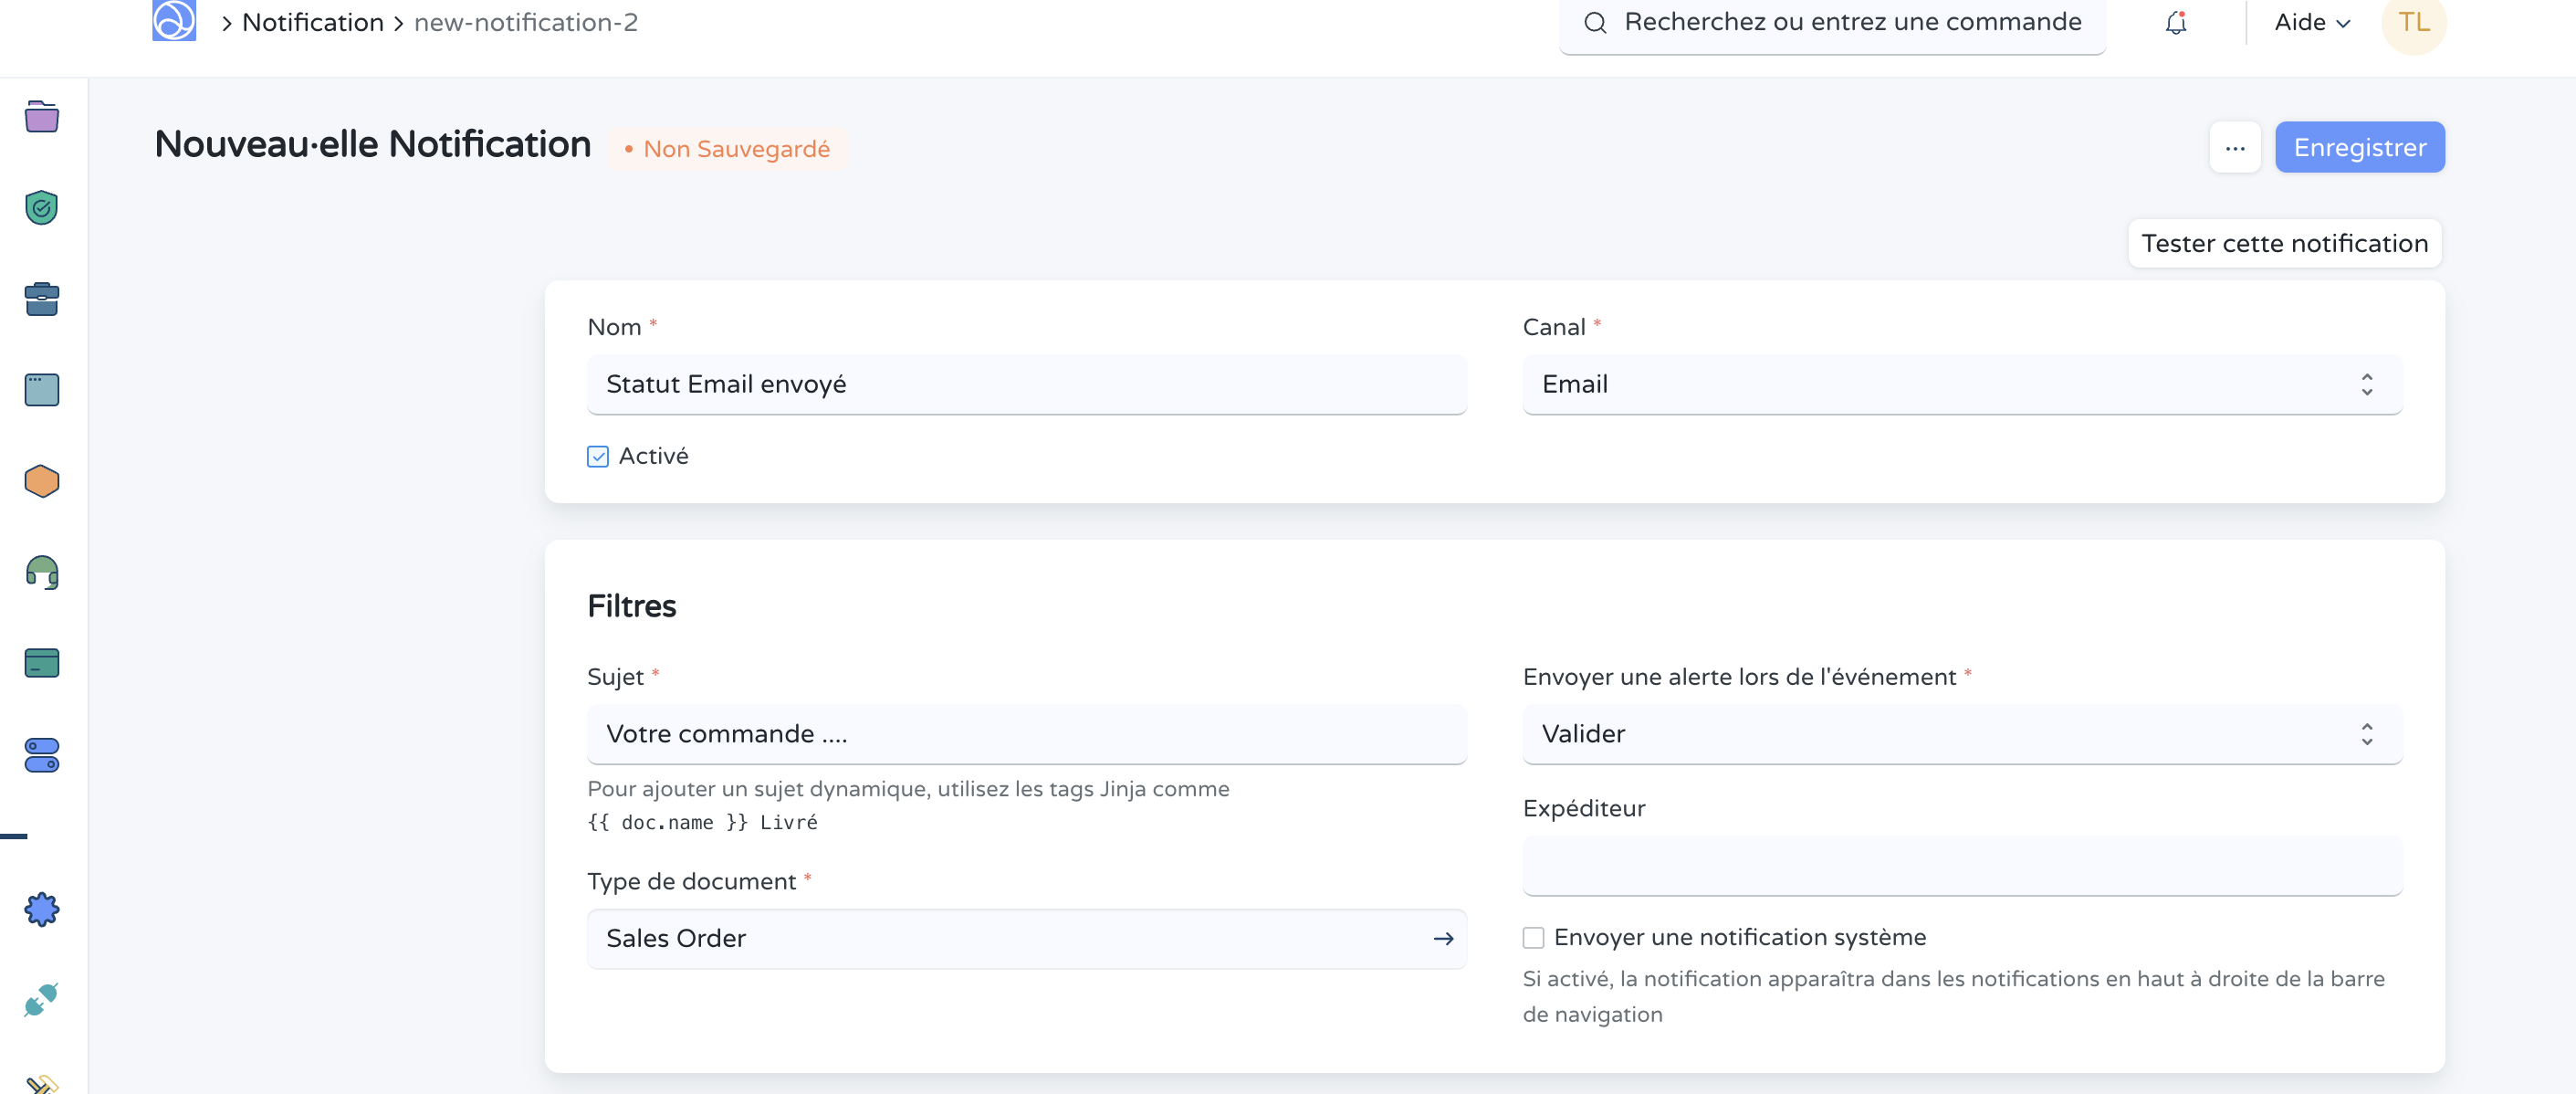 > Notification > new-notification-2
Recherchez ou entrez une commande
Aide
TL
Nouveau·elle Notification
• Non Sauvegardé
...
Enregistrer
Tester cette notification
Nom *
Canal *
Statut Email envoyé
Email
Activé
Filtres
Sujet *
Envoyer une alerte lors de l'événement *
Votre commande ....
Valider
Pour ajouter un sujet dynamique, utilisez les tags Jinja comme
{{ doc.name }} Livré
Expéditeur
Type de document *
Sales Order
Envoyer une notification système
Si activé, la notification apparaîtra dans les notifications en haut à droite de la barre
de navigation